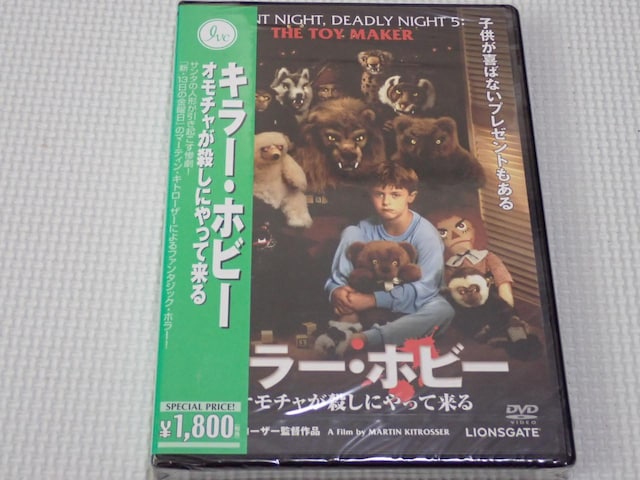 ivc
キラー・ホビー
オモチャが殺しにやって来る
サンタの人形が引き起こす惨劇!
「新・13日の金曜日」のマーティン・キトローザーによるファンタジック・ホラー!
SPECIAL PRICE!
¥1,800
NT NIGHT, DEADLY NIGHT 5:
THE TOY MAKER
子供が喜ばないプレゼントもある
ラー・ホビー
オモチャが殺しにやって来る
ローザー監督作品 A Film by MARTIN KITROSSER
DVD
VIDEO
LIONSGATE